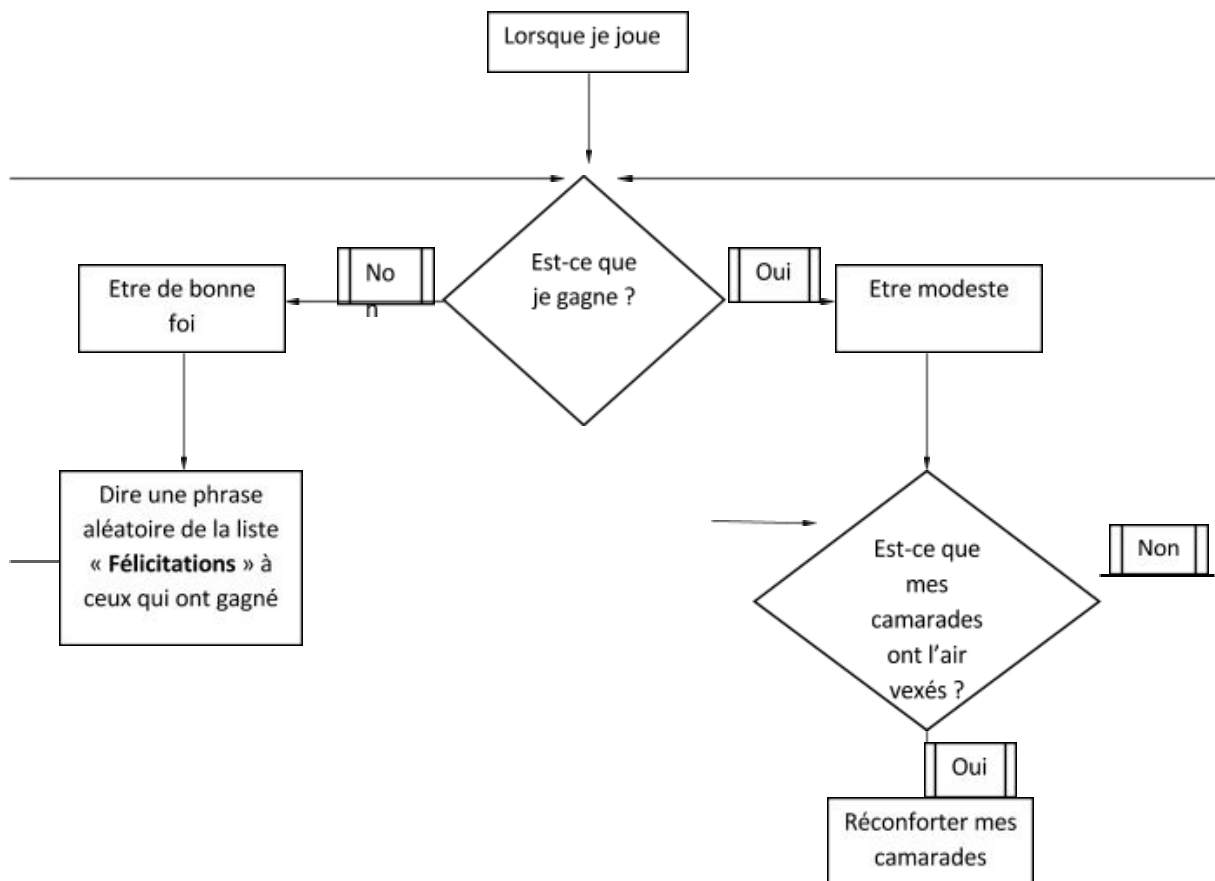 Lorsque je joue
Est-ce que
je gagne ?
No
n
Oui
Etre de bonne
foi
Etre modeste
Dire une phrase
aléatoire de la liste
« Félicitations » à
ceux qui ont gagné
Est-ce que
mes
camarades
ont l’air
vexés ?
Non
Oui
Réconforter mes
camarades